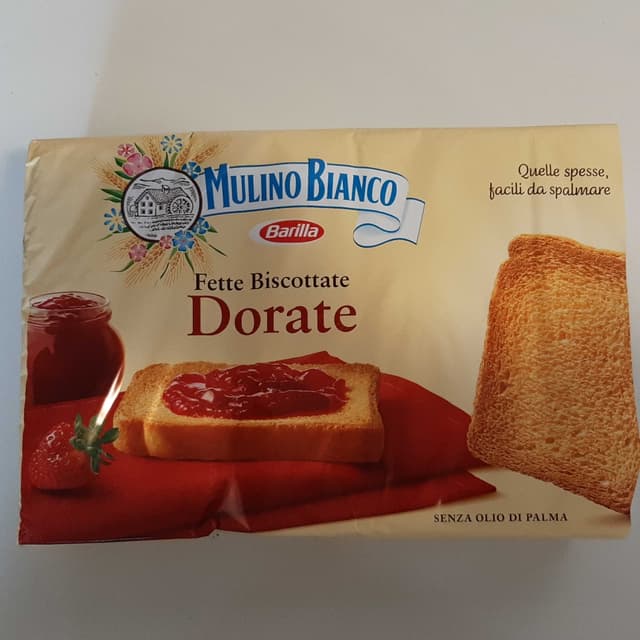 MULINO BIANCO
Barilla
Quelle spesse,
facili da spalmare
Fette Biscottate
Dorate
SENZA OLIO DI PALMA